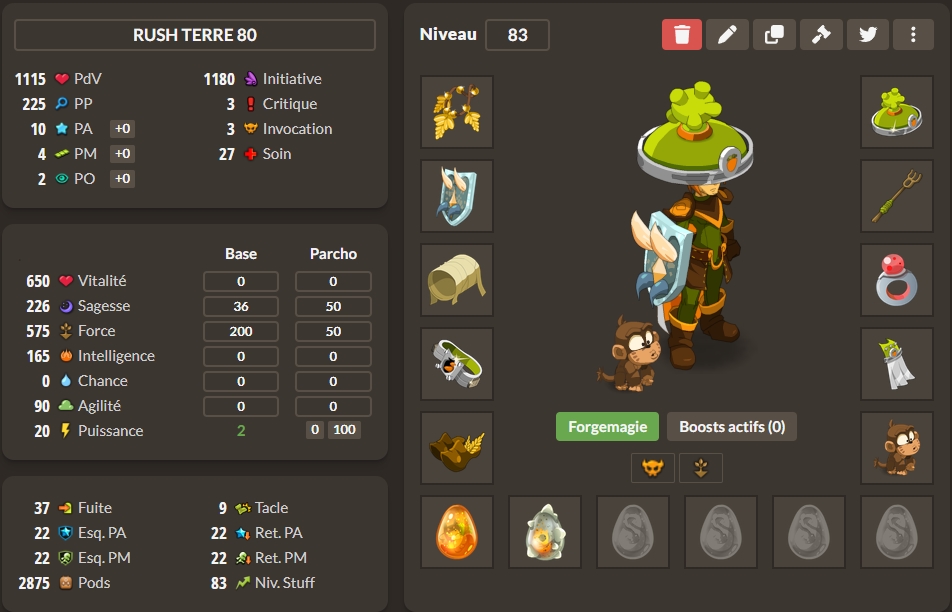 RUSH TERRE 80
1115 PdV 1180 Initiative
225 PP 3 Critique
10 PA +0 3 Invocation
4 PM +0 27 Soin
2 PO +0
Base Parcho
650 Vitalité 0 0
226 Sagesse 36 50
575 Force 200 50
165 Intelligence 0 0
0 Chance 0 0
90 Agilité 0 0
20 Puissance 2 0 100
37 Fuite 9 Tacle
22 Esq. PA 22 Ret. PA
22 Esq. PM 22 Ret. PM
2875 Pods 83 Niv. Stuff
Niveau 83
Forgemagie Boosts actifs (0)